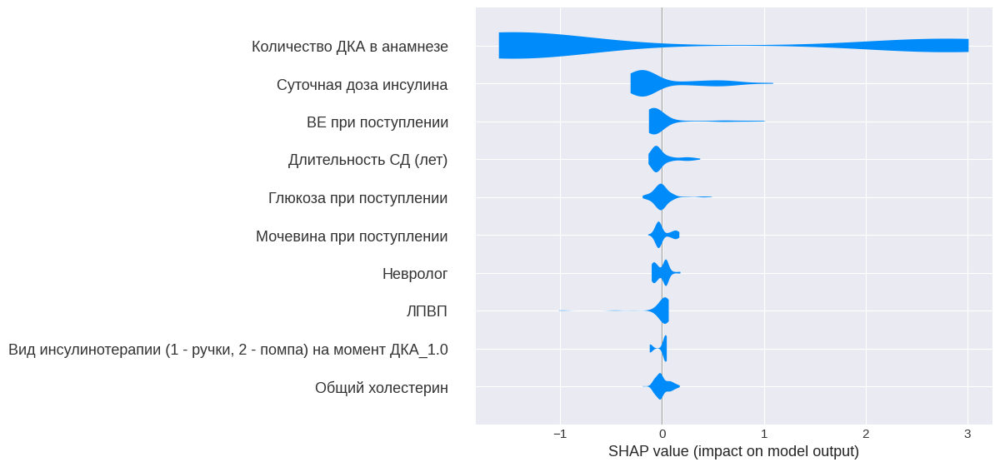 Количество ДКА в анамнезе
Суточная доза инсулина
BE при поступлении
Длительность СД (лет)
Глюкоза при поступлении
Мочевина при поступлении
Невролог
ЛПВП
Вид инсулинотерапии (1 - ручки, 2 - помпа) на момент ДКА_1.0
Общий холестерин
−1 0 1 2 3
SHAP value (impact on model output)